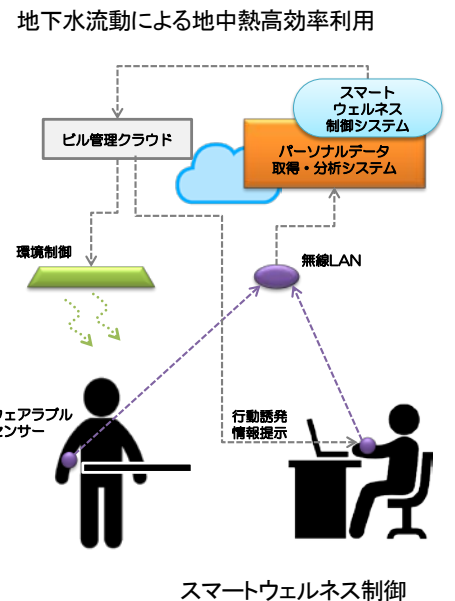 地下水流動による地中熱高効率利用
スマート
ウェルネス
制御システム
ビル管理クラウド
パーソナルデータ
取得・分析システム
環境制御
無線LAN
ウェアラブル
センサー
行動誘発
情報提示
スマートウェルネス制御